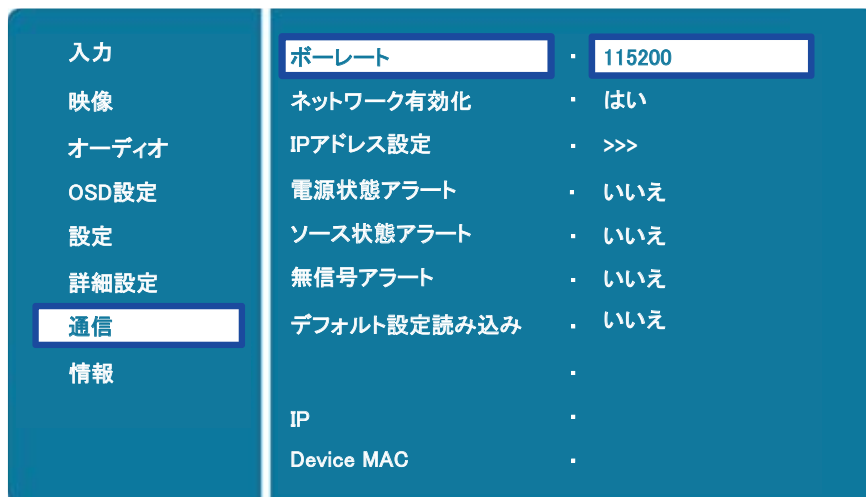 入力
映像
オーディオ
OSD設定
設定
詳細設定
通信
情報
ボーレート ・ 115200
ネットワーク有効化 ・ はい
IPアドレス設定 ・ >>>
電源状態アラート ・ いいえ
ソース状態アラート ・ いいえ
無信号アラート ・ いいえ
デフォルト設定読み込み ・ いいえ
・
IP ・
Device MAC ・